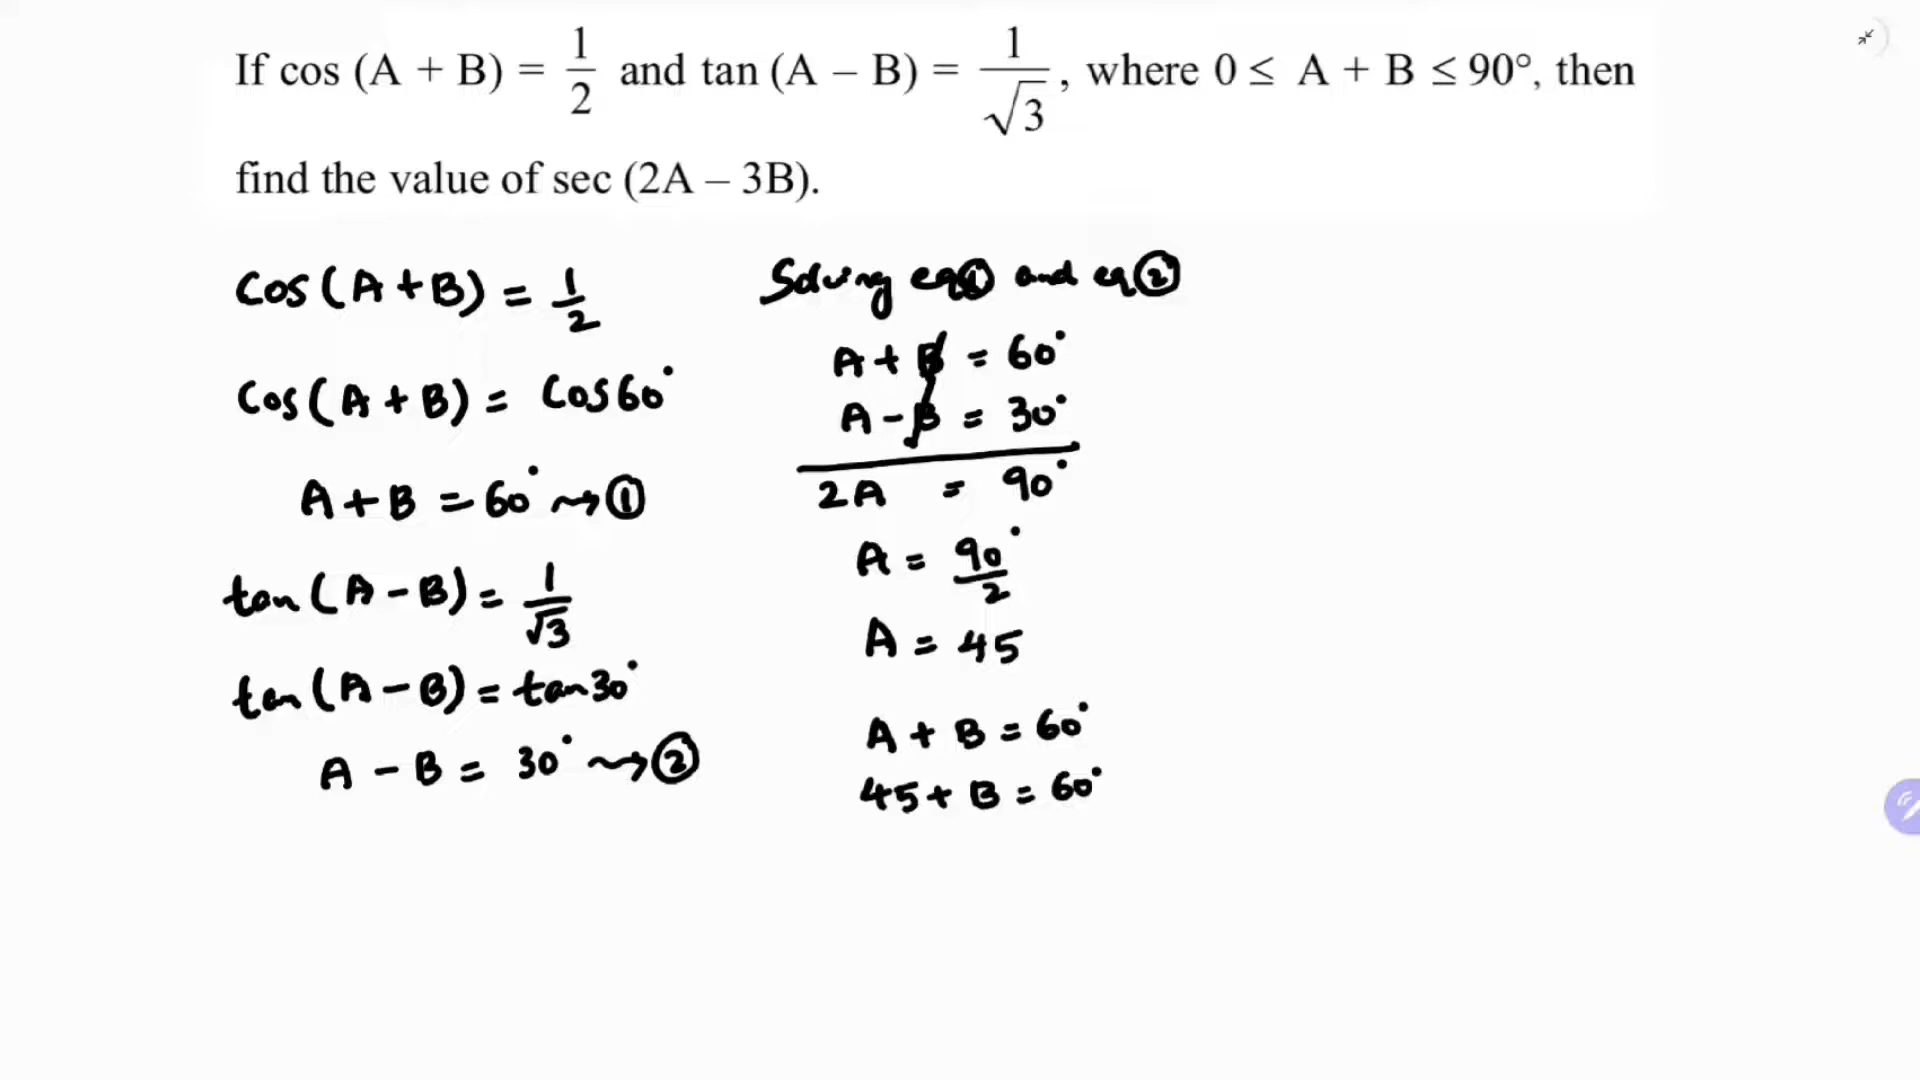 If cos (A + B) = 1/2 and tan (A – B) = 1/√3, where 0 ≤ A + B ≤ 90°, then
find the value of sec (2A – 3B).
Cos(A+B) = 1/2
Cos(A+B) = Cos60°
A+B = 60° ⇝ ①
tan(A-B) = 1/√3
tan(A-B) = tan30°
A - B = 30° ⇝ ②
Solving eq① and eq②
A + B = 60°
A - B = 30°
2A = 90°
A = 90°/2
A = 45
A + B = 60°
45 + B = 60°